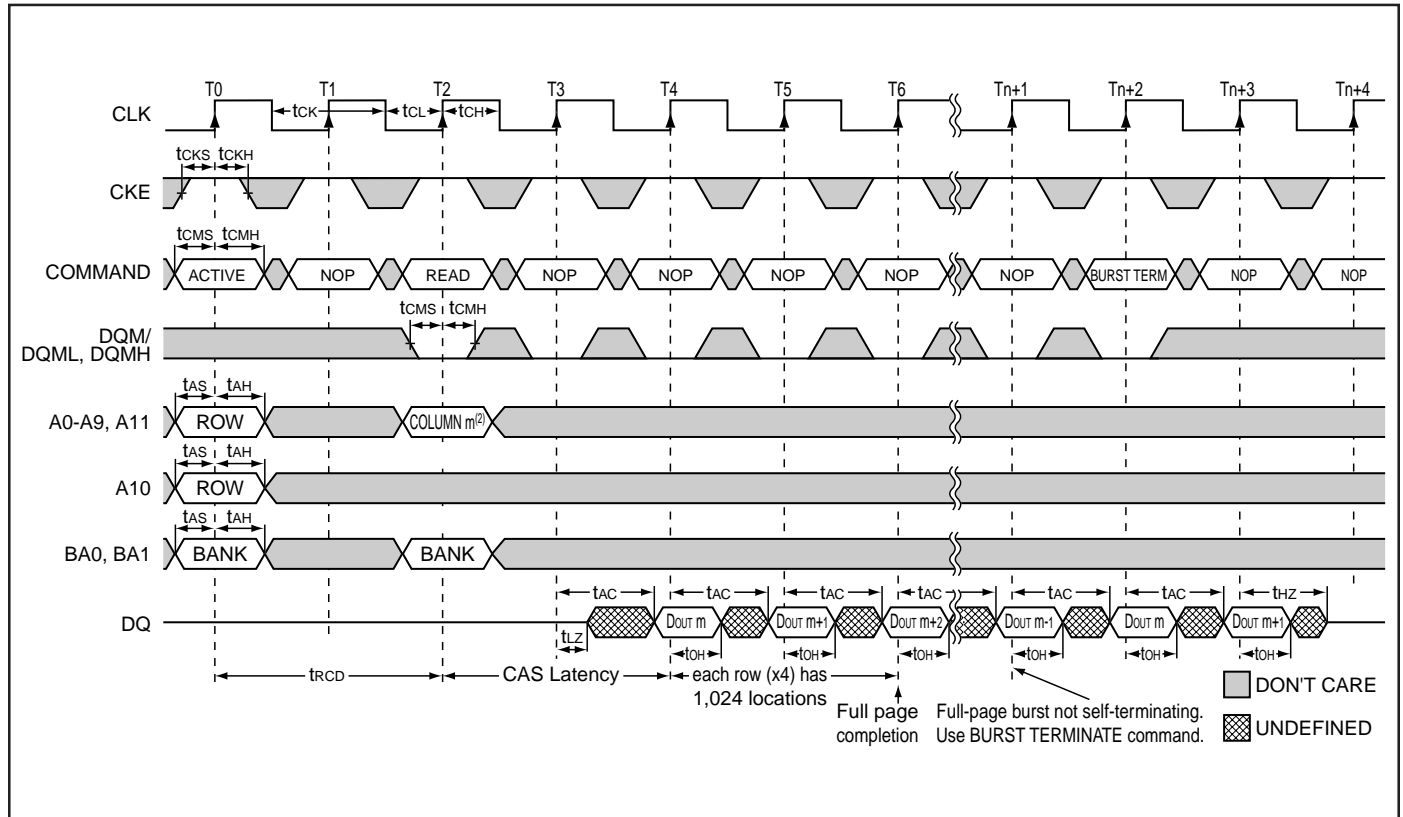 T0 T1 T2 T3 T4 T5 T6 Tn+1 Tn+2 Tn+3 Tn+4
CLK
tCK tCL tCH
tCKS tCKH
CKE
tCMS tCMH
COMMAND
ACTIVE NOP READ NOP NOP NOP NOP NOP BURST TERM NOP NOP
tCMS tCMH
DQM/
DQML, DQMH
tAS tAH
A0-A9, A11 ROW COLUMN m(2)
tAS tAH
A10 ROW
tAS tAH
BA0, BA1 BANK BANK
tAC tAC tAC tAC tAC tAC tHZ
DQ DOUT m DOUT m+1 DOUT m+2 DOUT m-1 DOUT m DOUT m+1
tLZ tOH tOH tOH tOH tOH tOH
tRCD CAS Latency each row (x4) has
1,024 locations
Full page
completion
Full-page burst not self-terminating.
Use BURST TERMINATE command.
DON'T CARE
UNDEFINED